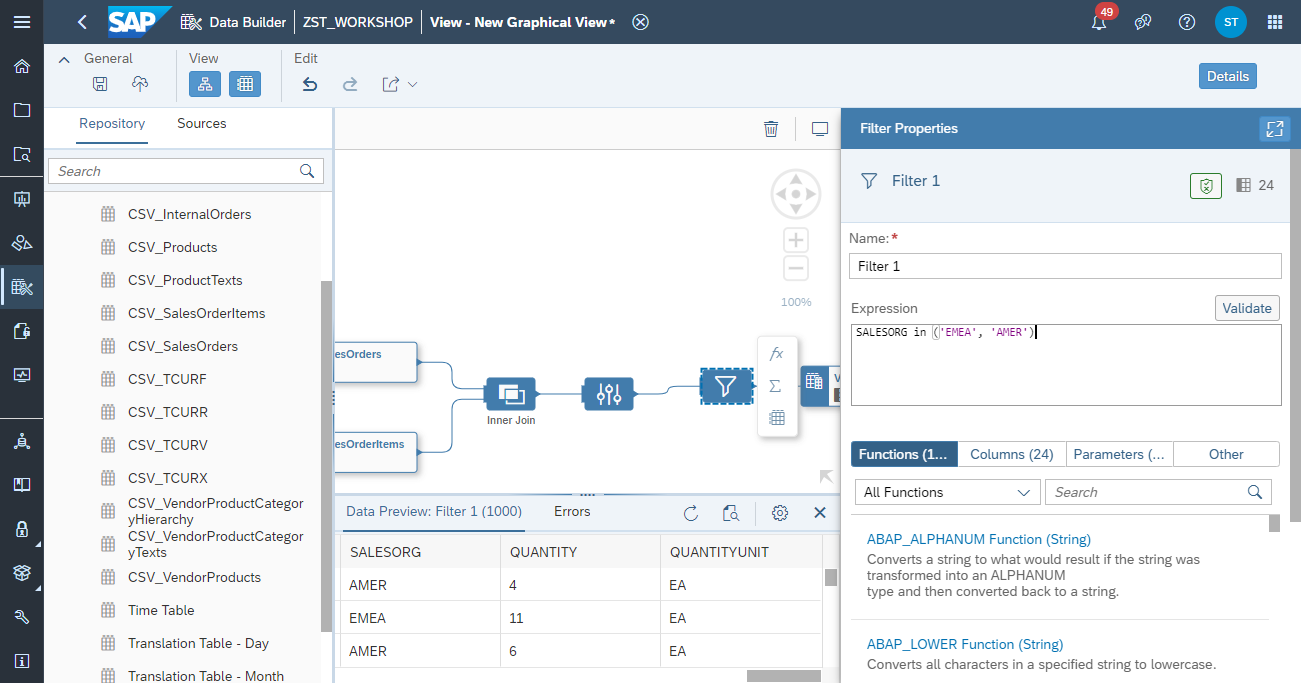 SAP
Data Builder
ZST_WORKSHOP
View - New Graphical View*
49
ST
General
View
Edit
Details
Repository
Sources
Search
CSV_InternalOrders
CSV_Products
CSV_ProductTexts
CSV_SalesOrderItems
CSV_SalesOrders
CSV_TCURF
CSV_TCURR
CSV_TCURV
CSV_TCURX
CSV_VendorProductCategor
yHierarchy
CSV_VendorProductCategor
yTexts
CSV_VendorProducts
Time Table
Translation Table - Day
Translation Table - Month
100%
esOrders
esOrderItems
Inner Join
fx
Σ
V
Data Preview: Filter 1 (1000)
Errors
SALESORG QUANTITY QUANTITYUNIT
AMER 4 EA
EMEA 11 EA
AMER 6 EA
Filter Properties
Filter 1
24
Name:*
Filter 1
Expression
Validate
SALESORG in ('EMEA', 'AMER')
Functions (1...
Columns (24)
Parameters (...
Other
All Functions
Search
ABAP_ALPHANUM Function (String)
Converts a string to what would result if the string was
transformed into an ALPHANUM
type and then converted back to a string.
ABAP_LOWER Function (String)
Converts all characters in a specified string to lowercase.